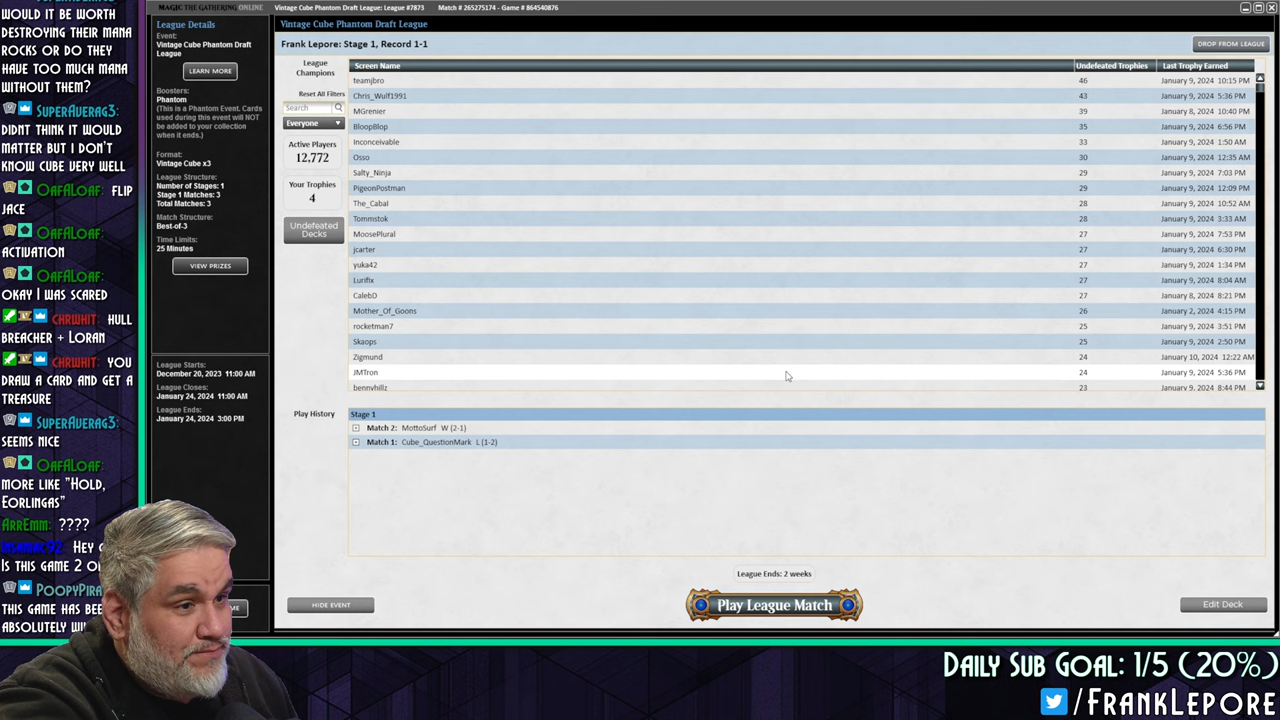 would it be worth
destroying their mana
rocks or do they
have too much mana
without them?
SuperAverag3:
didn't think it would
matter but I don't
know cube very well
OafALoaf: flip
Jace
OafALoaf:
activation
OafALoaf:
okay I was scared
chrwhit: Hull
Breacher + Loran
chrwhit: you
draw a card and get a
treasure
SuperAverag3:
seems nice
OafALoaf:
more like "Hold,
Eorlingas"
ArrEmm: ????
Insaniac92: Hey
Is this game 2 o
PoopyPira
this game has bee
absolutely w
MAGIC THE GATHERING ONLINE
Vintage Cube Phantom Draft League: League #7873
Match # 265275174 - Game # 864540876
League Details
Event:
Vintage Cube Phantom Draft
League
LEARN MORE
Boosters:
Phantom
(This is a Phantom Event. Cards
used during this event will NOT
be added to your collection
when it ends.)
Format:
Vintage Cube x3
League Structure:
Number of Stages: 1
Stage 1 Matches: 3
Total Matches: 3
Match Structure:
Best-of-3
Time Limits:
25 Minutes
VIEW PRIZES
League Starts:
December 20, 2023 11:00 AM
League Closes:
January 24, 2024 11:00 AM
League Ends:
January 24, 2024 3:00 PM
ME
Vintage Cube Phantom Draft League
Frank Lepore: Stage 1, Record 1-1
DROP FROM LEAGUE
League
Champions
Reset All Filters
Search
Everyone
Active Players
12,772
Your Trophies
4
Undefeated
Decks
Screen Name Undefeated Trophies Last Trophy Earned
teamjbro 46 January 9, 2024 10:15 PM
Chris_Wulf1991 43 January 9, 2024 5:36 PM
MGrenier 39 January 8, 2024 10:40 PM
BloopBlop 35 January 9, 2024 6:56 PM
Inconceivable 33 January 9, 2024 1:50 AM
Osso 30 January 9, 2024 12:35 AM
Salty_Ninja 29 January 9, 2024 7:03 PM
PigeonPostman 29 January 9, 2024 12:09 PM
The_Cabal 28 January 9, 2024 10:52 AM
Tommstok 28 January 9, 2024 3:33 AM
MoosePlural 27 January 9, 2024 7:53 PM
jcarter 27 January 9, 2024 6:30 PM
yuka42 27 January 9, 2024 1:34 PM
Lurifix 27 January 9, 2024 8:04 AM
CalebD 27 January 8, 2024 8:21 PM
Mother_Of_Goons 26 January 2, 2024 4:15 PM
rocketman7 25 January 9, 2024 3:51 PM
Skaops 25 January 9, 2024 2:50 PM
Zigmund 24 January 10, 2024 12:22 AM
JMTron 24 January 9, 2024 5:36 PM
bennyhillz 23 January 9, 2024 8:44 PM
Play History
Stage 1
Match 2: MottoSurf W (2-1)
Match 1: Cube_QuestionMark L (1-2)
League Ends: 2 weeks
HIDE EVENT
Play League Match
Edit Deck
Daily Sub Goal: 1/5 (20%)
/FrankLepore